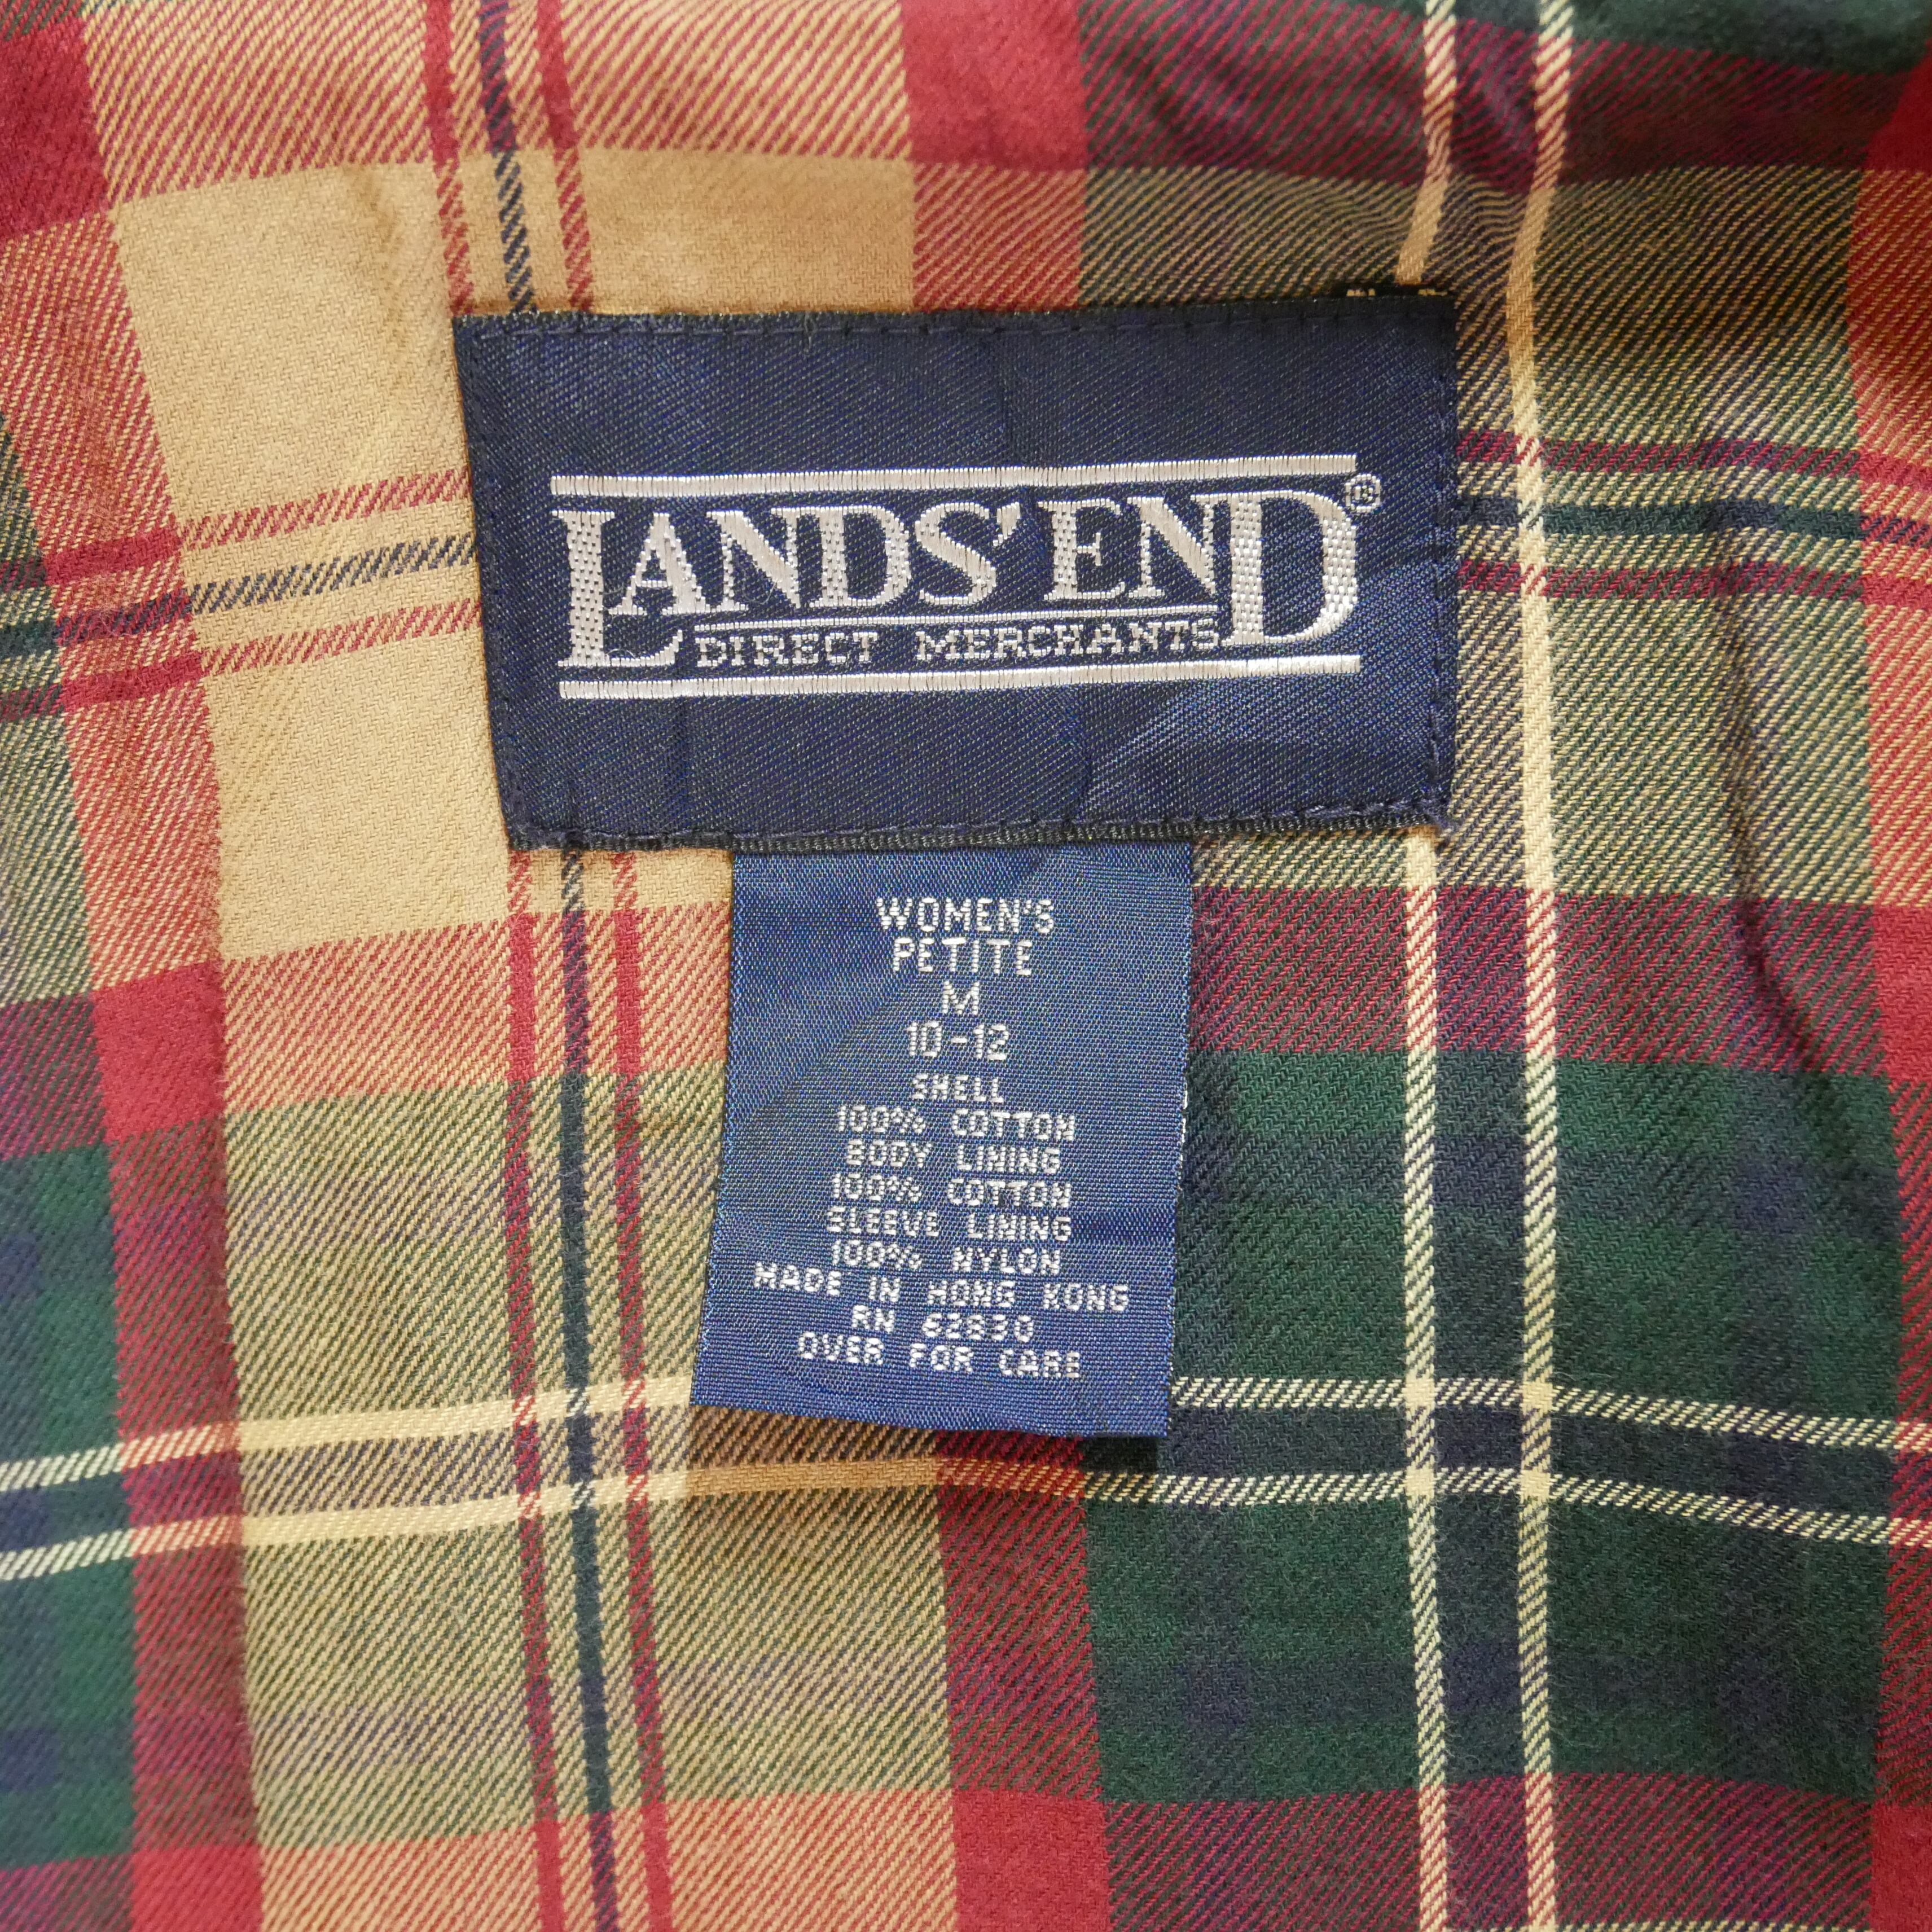 LANDS' END®
DIRECT MERCHANTS
WOMEN'S
PETITE
M
10-12
SHELL
100% COTTON
BODY LINING
100% COTTON
SLEEVE LINING
100% NYLON
MADE IN HONG KONG
RN 62830
OVER FOR CARE